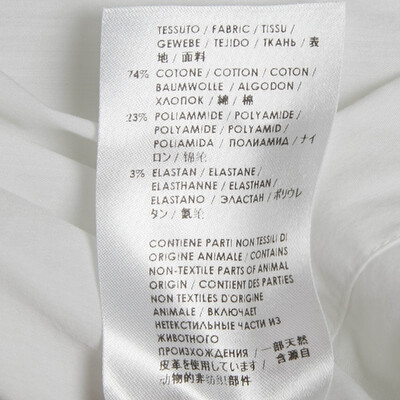 TESSUTO / FABRIC / TISSU /
GEWEBE / TEJIDO / ТКАНЬ / 表
地 / 面料
74% COTONE / COTTON / COTON /
BAUMWOLLE / ALGODON /
ХЛОПОК / 綿 / 棉
23% POLIAMMIDE / POLYAMIDE /
POLYAMIDE / POLYAMID /
POLIAMIDA / ПОЛИАМИД / ナイ
ロン / 锦纶
3% ELASTAN / ELASTANE /
ELASTHANNE / ELASTHAN /
ELASTANO / ЭЛАСТАН / ポリウレ
タン / 氨纶
CONTIENE PARTI NON TESSILI DI
ORIGINE ANIMALE / CONTAINS
NON-TEXTILE PARTS OF ANIMAL
ORIGIN / CONTIENT DES PARTIES
NON TEXTILES D'ORIGINE
ANIMALE / ВКЛЮЧАЕТ
НЕТЕКСТИЛЬНЫЕ ЧАСТИ ИЗ
ЖИВОТНОГО
ПРОИСХОЖДЕНИЯ / 一部天然
皮革を使用しています / 含源自
动物的非纺织部件